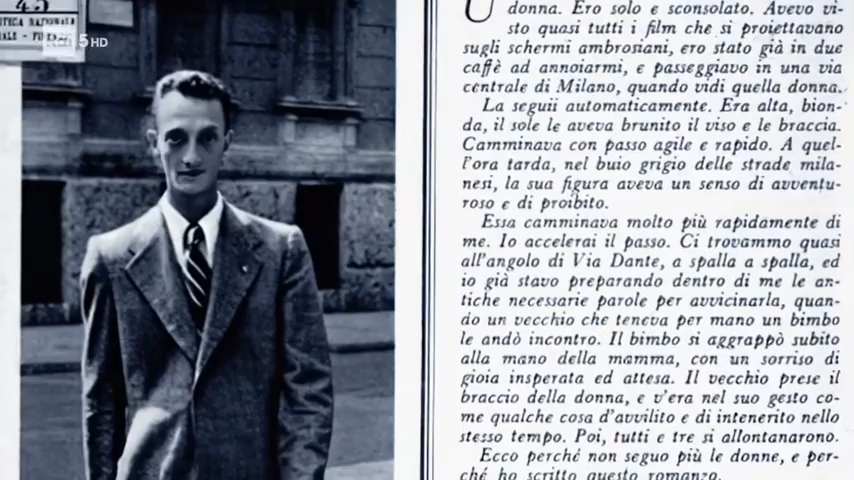 45
NAZIONALE
Rai 5 HD
U donna. Ero solo e sconsolato. Avevo vi-
sto quasi tutti i film che si proiettavano
sugli schermi ambrosiani, ero stato già in due
caffè ad annoiarmi, e passeggiavo in una via
centrale di Milano, quando vidi quella donna.
La seguii automaticamente. Era alta, bion-
da, il sole le aveva brunito il viso e le braccia.
Camminava con passo agile e rapido. A quel-
l'ora tarda, nel buio grigio delle strade mila-
nesi, la sua figura aveva un senso di avventu-
roso e di proibito.
Essa camminava molto più rapidamente di
me. Io accelerai il passo. Ci trovammo quasi
all'angolo di Via Dante, a spalla a spalla, ed
io già stavo preparando dentro di me le an-
tiche necessarie parole per avvicinarla, quan-
do un vecchio che teneva per mano un bimbo
le andò incontro. Il bimbo si aggrappò subito
alla mano della mamma, con un sorriso di
gioia insperata ed attesa. Il vecchio prese il
braccio della donna, e v'era nel suo gesto co-
me qualche cosa d'avvilito e di intenerito nello
stesso tempo. Poi, tutti e tre si allontanarono.
Ecco perché non seguo più le donne, e per-
ché ho scritto questo romanzo.